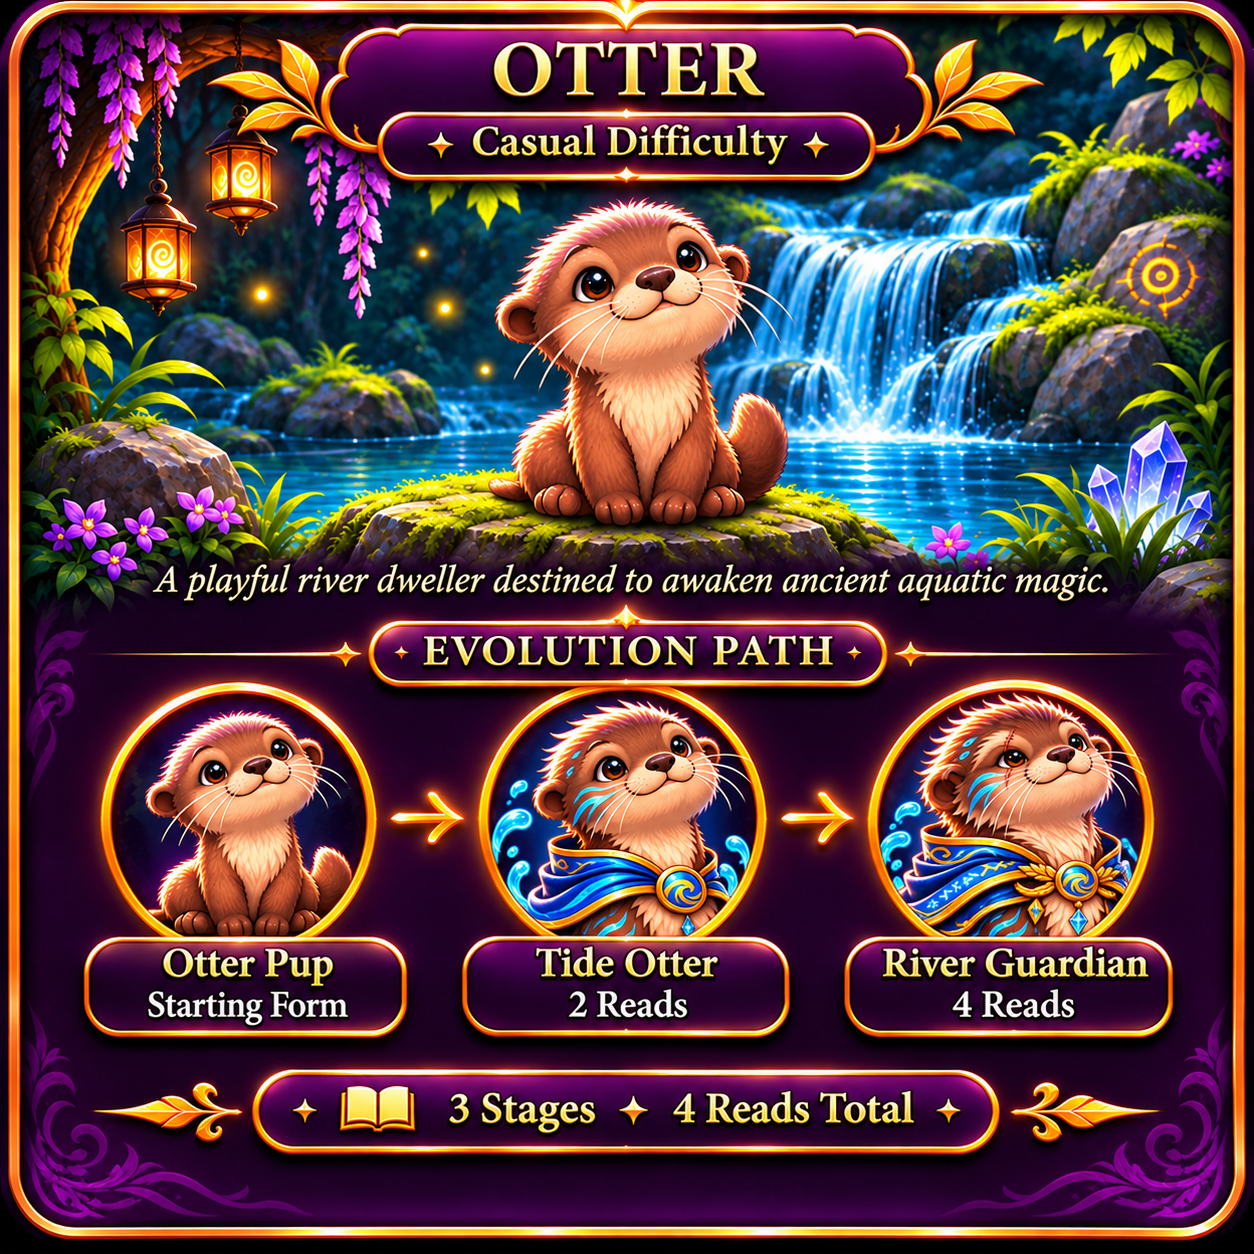 OTTER
Casual Difficulty
A playful river dweller destined to awaken ancient aquatic magic.
EVOLUTION PATH
Otter Pup
Starting Form
Tide Otter
2 Reads
River Guardian
4 Reads
3 Stages 4 Reads Total